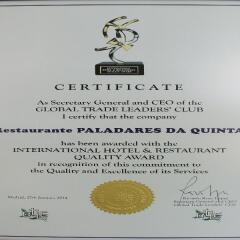 CERTIFICATE
As Secretary General and CEO of the
GLOBAL TRADE LEADERS' CLUB
I certify that the company
Restaurante PALADARES DA QUINTA
has been awarded with the
INTERNATIONAL HOTEL & RESTAURANT
QUALITY AWARD
in recognition of this commitment to
the Quality and Excellence of its Services
Madrid,